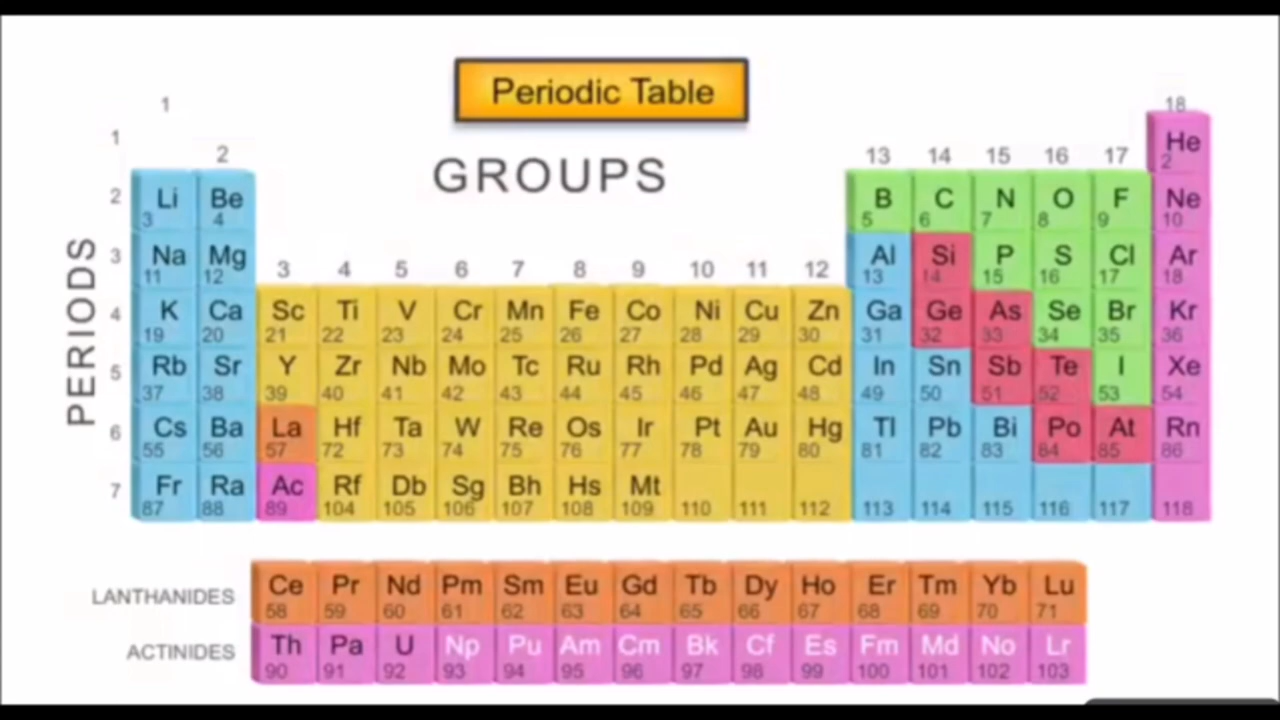 Periodic Table
GROUPS
PERIODS
1 18
1 He 2
2 13 14 15 16 17
2 Li 3 Be 4 B 5 C 6 N 7 O 8 F 9 Ne 10
3 Na 11 Mg 12 Al 13 Si 14 P 15 S 16 Cl 17 Ar 18
3 4 5 6 7 8 9 10 11 12
4 K 19 Ca 20 Sc 21 Ti 22 V 23 Cr 24 Mn 25 Fe 26 Co 27 Ni 28 Cu 29 Zn 30 Ga 31 Ge 32 As 33 Se 34 Br 35 Kr 36
5 Rb 37 Sr 38 Y 39 Zr 40 Nb 41 Mo 42 Tc 43 Ru 44 Rh 45 Pd 46 Ag 47 Cd 48 In 49 Sn 50 Sb 51 Te 52 I 53 Xe 54
6 Cs 55 Ba 56 La 57 Hf 72 Ta 73 W 74 Re 75 Os 76 Ir 77 Pt 78 Au 79 Hg 80 Tl 81 Pb 82 Bi 83 Po 84 At 85 Rn 86
7 Fr 87 Ra 88 Ac 89 Rf 104 Db 105 Sg 106 Bh 107 Hs 108 Mt 109 110 111 112 113 114 115 116 117 118
LANTHANIDES Ce 58 Pr 59 Nd 60 Pm 61 Sm 62 Eu 63 Gd 64 Tb 65 Dy 66 Ho 67 Er 68 Tm 69 Yb 70 Lu 71
ACTINIDES Th 90 Pa 91 U 92 Np 93 Pu 94 Am 95 Cm 96 Bk 97 Cf 98 Es 99 Fm 100 Md 101 No 102 Lr 103